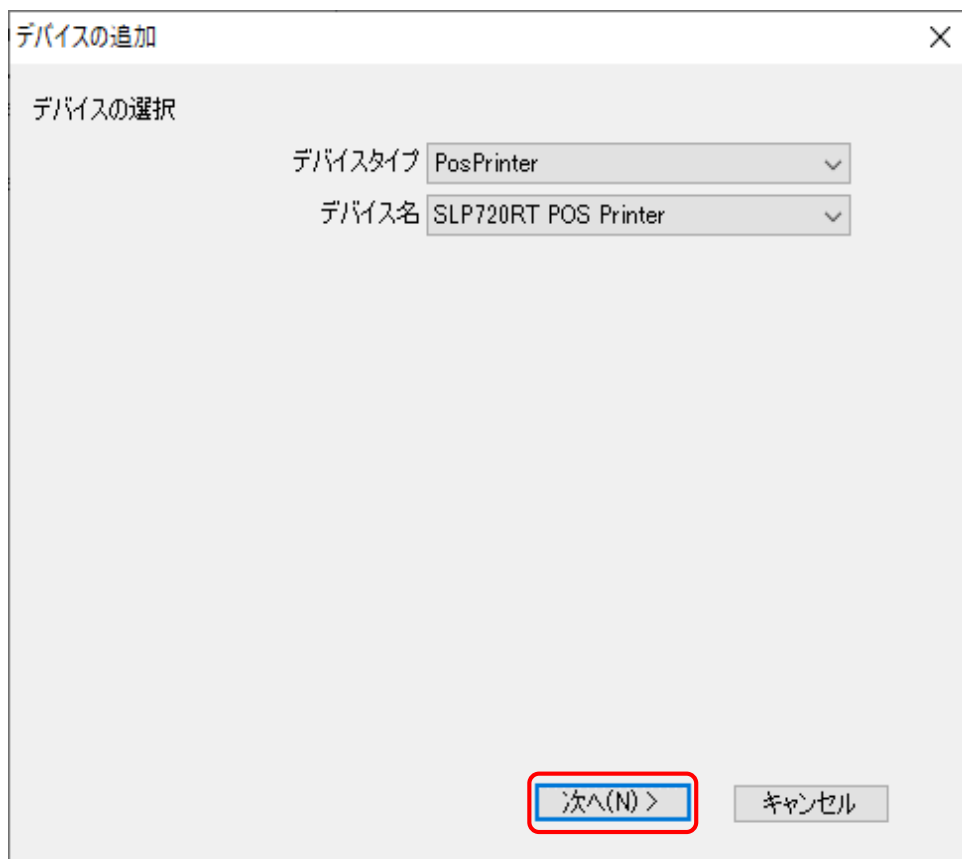 デバイスの追加
デバイスの選択
デバイスタイプ PosPrinter
デバイス名 SLP720RT POS Printer
次へ(N) > キャンセル